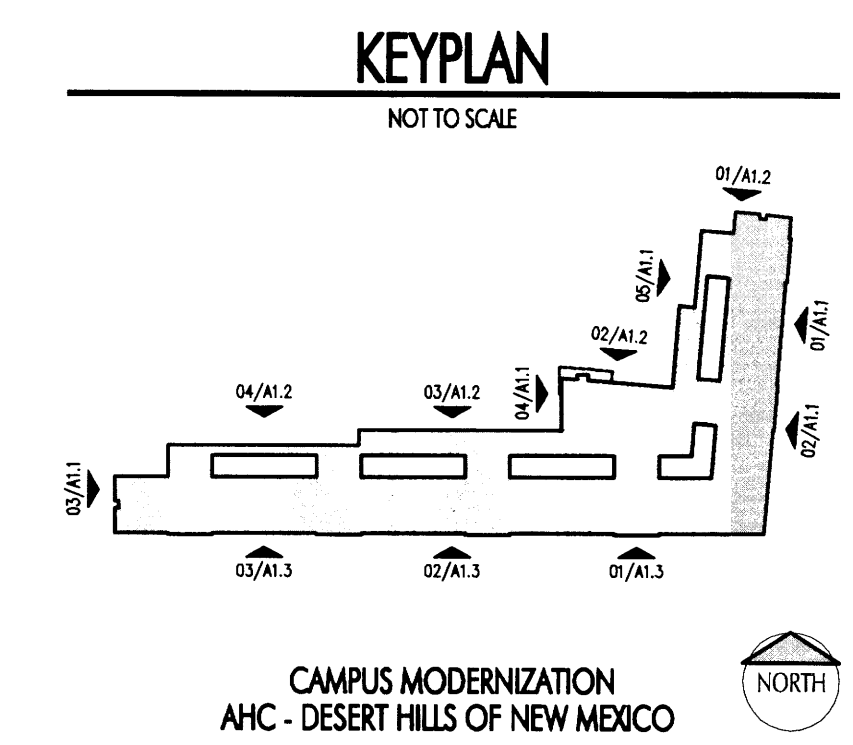 KEYPLAN
NOT TO SCALE
01/A1.2
05/A1.1
01/A1.1
02/A1.2
04/A1.1
04/A1.2
03/A1.2
02/A1.1
03/A1.1
03/A1.3
02/A1.3
01/A1.3
CAMPUS MODERNIZATION
AHC - DESERT HILLS OF NEW MEXICO
NORTH